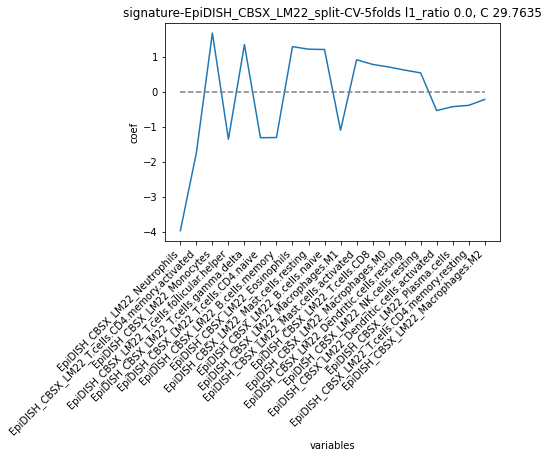 signature-EpiDISH_CBSX_LM22_split-CV-5folds l1_ratio 0.0, C 29.7635
1
0
−1
−2
−3
−4
coef
EpiDISH_CBSX_LM22_Neutrophils
EpiDISH_CBSX_LM22_T.cells.CD4.memory.activated
EpiDISH_CBSX_LM22_Monocytes
EpiDISH_CBSX_LM22_T.cells.follicular.helper
EpiDISH_CBSX_LM22_T.cells.gamma.delta
EpiDISH_CBSX_LM22_T.cells.CD4.naive
EpiDISH_CBSX_LM22_B.cells.memory
EpiDISH_CBSX_LM22_Eosinophils
EpiDISH_CBSX_LM22_Mast.cells.resting
EpiDISH_CBSX_LM22_B.cells.naive
EpiDISH_CBSX_LM22_Macrophages.M1
EpiDISH_CBSX_LM22_Mast.cells.activated
EpiDISH_CBSX_LM22_T.cells.CD8
EpiDISH_CBSX_LM22_Macrophages.M0
EpiDISH_CBSX_LM22_Dendritic.cells.resting
EpiDISH_CBSX_LM22_NK.cells.resting
EpiDISH_CBSX_LM22_Dendritic.cells.activated
EpiDISH_CBSX_LM22_Plasma.cells
EpiDISH_CBSX_LM22_T.cells.CD4.memory.resting
EpiDISH_CBSX_LM22_Macrophages.M2
variables